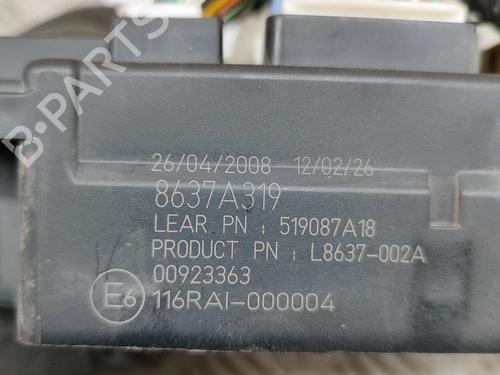 26/04/2008 12/02/26
8637A319
LEAR PN : 519087A18
PRODUCT PN : L8637-002A
00923363
E6 116RAI-000004
B-PARTS